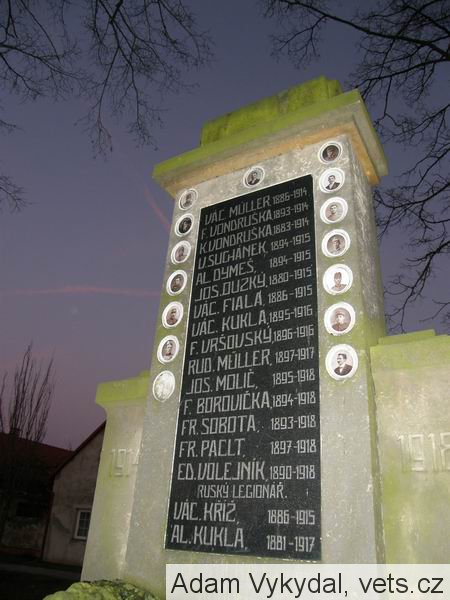 VÁC. MÜLLER 1886-1914
F. VONDRUŠKA 1893-1914
K. VONDRUŠKA 1883-1914
V. SUCHÁNEK 1894-1915
AL. DYMEŠ, 1894-1915
JOS. DUZKÝ 1880-1915
VÁC. FIALA, 1886-1915
VÁC. KUKLA, 1895-1916
F. VRŠOVSKÝ 1896-1916
RUD. MÜLLER 1897-1917
JOS. MOLIČ, 1895-1918
F. BOROVIČKA, 1894-1918
FR. SOBOTA, 1893-1918
FR. PACLT, 1897-1918
ED. VOLEJNÍK, 1890-1918
RUSKÝ LEGIONÁŘ.
VÁC. KŘÍŽ, 1886-1915
AL. KUKLA, 1881-1917
1914
1918
Adam Vykydal, vets.cz